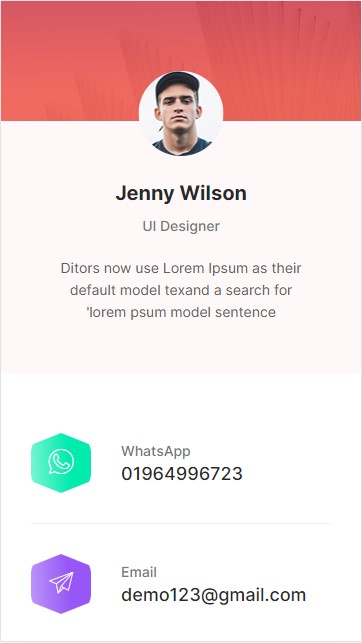 Jenny Wilson
UI Designer
Ditors now use Lorem Ipsum as their
default model texand a search for
'lorem psum model sentence
WhatsApp
01964996723
Email
demo123@gmail.com